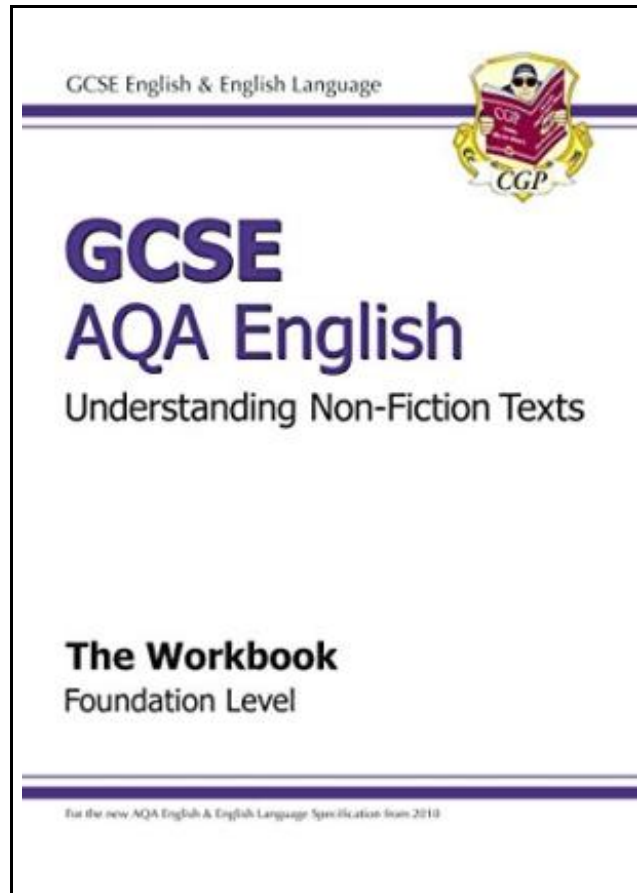 GCSE English & English Language
CGP
CGP
GCSE
AQA English
Understanding Non-Fiction Texts
The Workbook
Foundation Level
For the new AQA English & English Language Specification from 2010